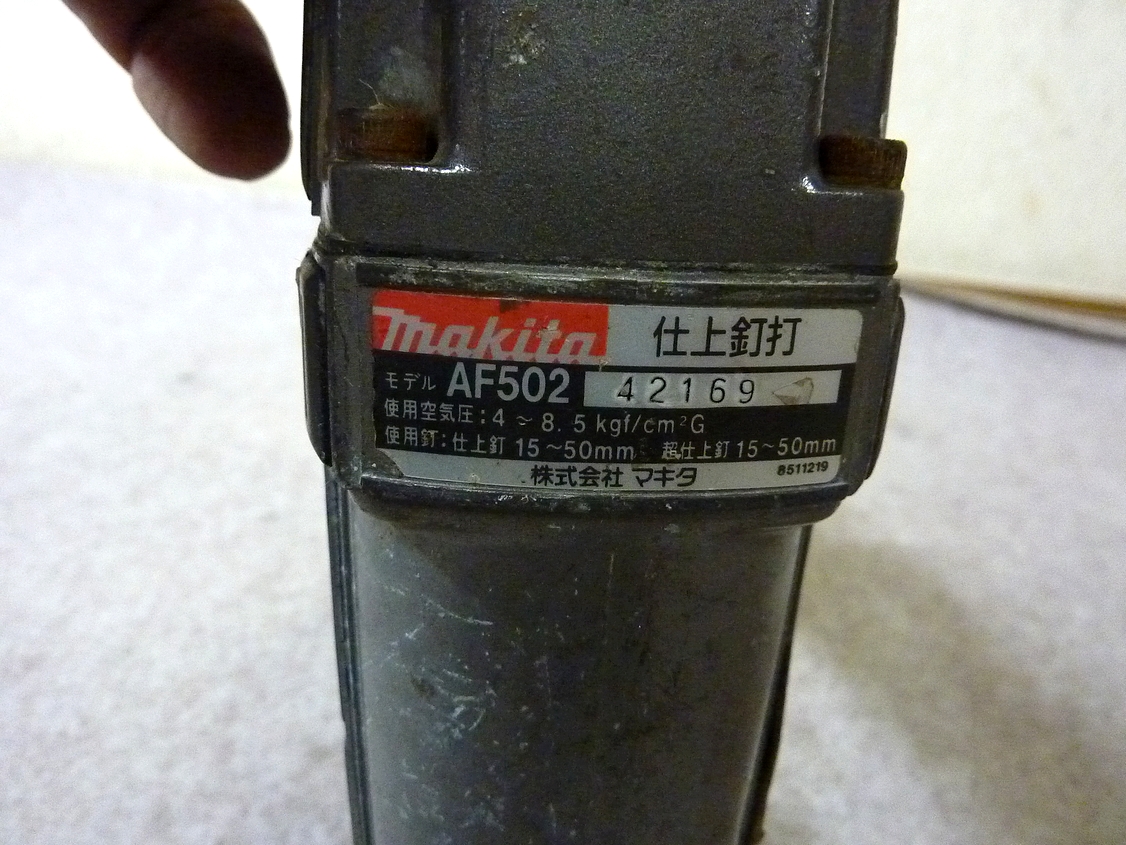 makita 仕上釘打
モデル AF502 42169
使用空気圧:4～8.5kgf/cm²G
使用釘:仕上釘 15～50mm 超仕上釘 15～50mm
株式会社 マキタ 8511219